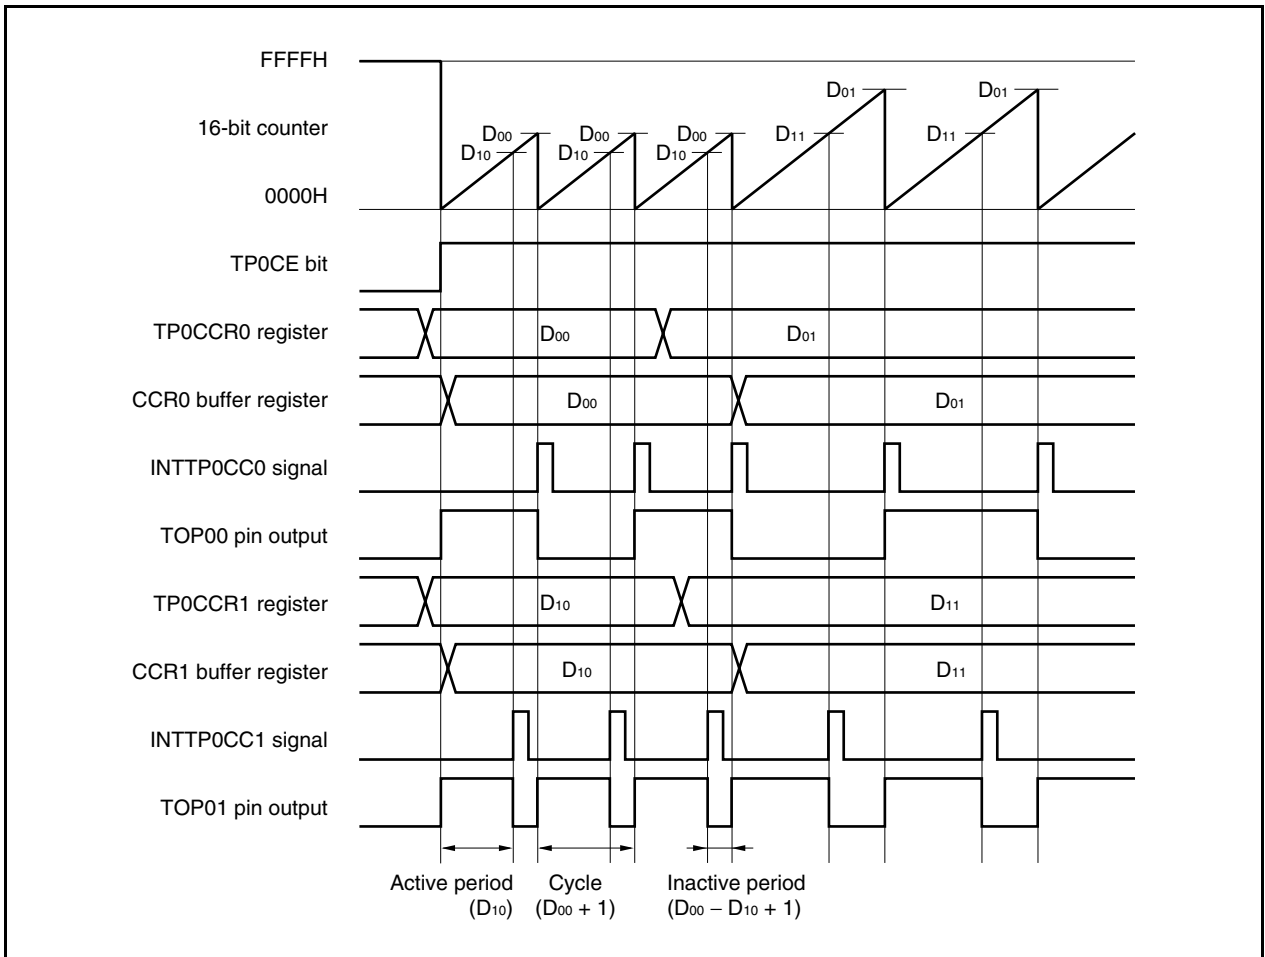 FFFFH
D01 D01
16-bit counter D00 D00 D00 D11 D11
D10 D10 D10
0000H
TP0CE bit
TP0CCR0 register D00 D01
CCR0 buffer register D00 D01
INTTP0CC0 signal
TOP00 pin output
TP0CCR1 register D10 D11
CCR1 buffer register D10 D11
INTTP0CC1 signal
TOP01 pin output
Active period Cycle Inactive period
(D10) (D00 + 1) (D00 − D10 + 1)